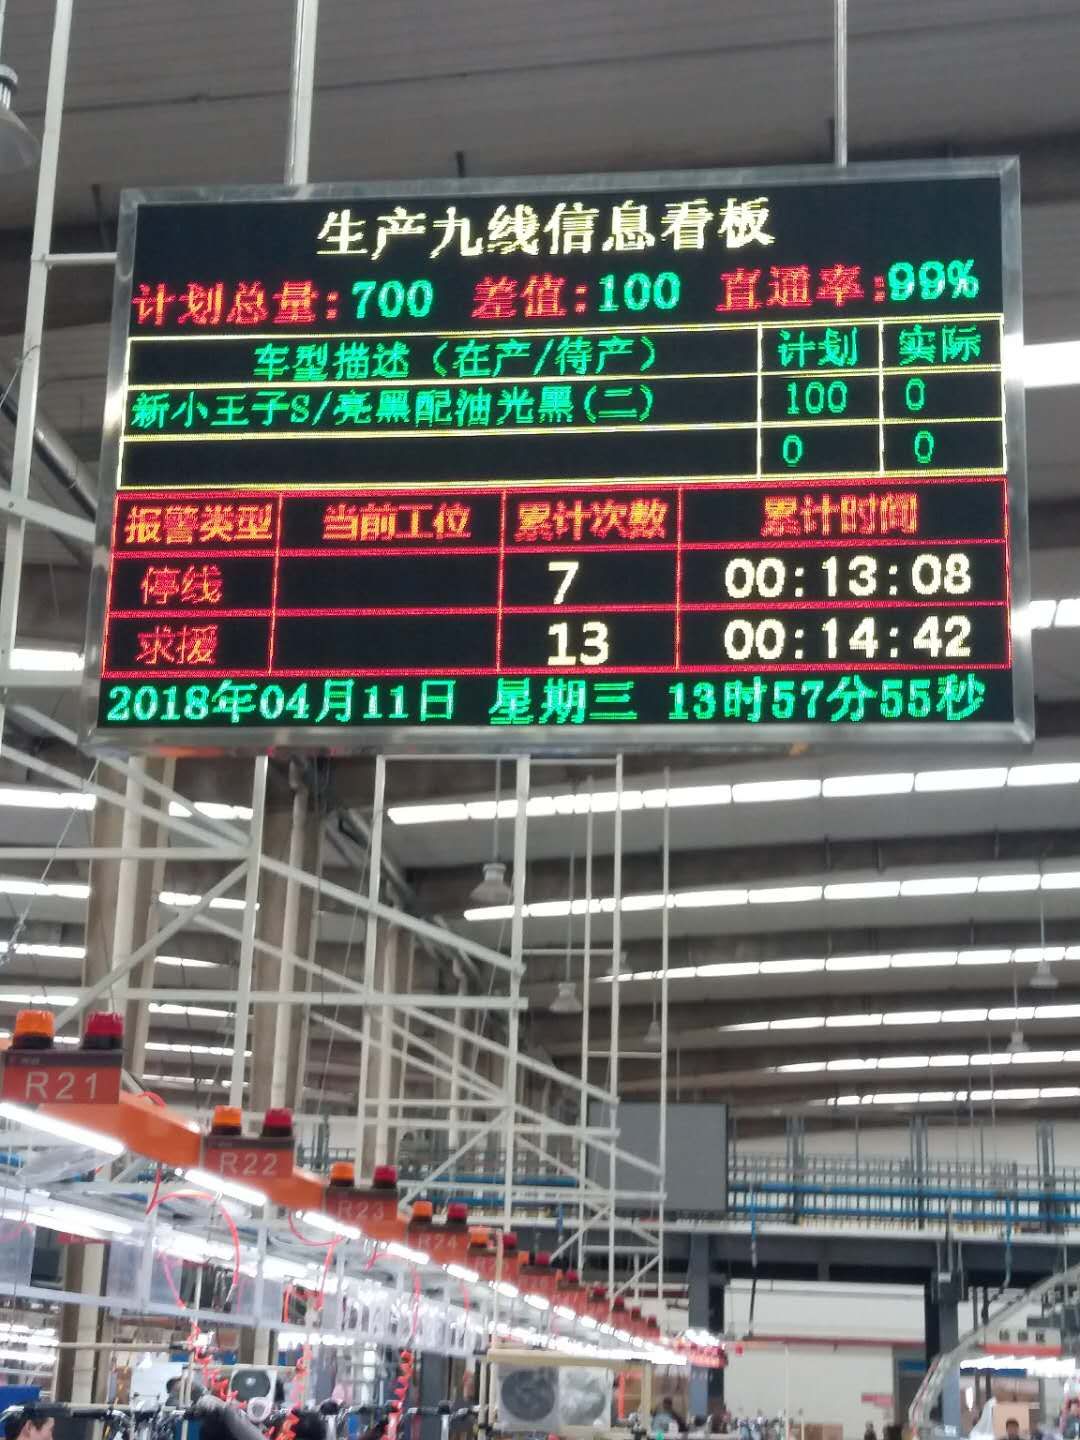 生产九线信息看板
计划总量:700 差值:100 直通率:99%
车型描述（在产/待产） 计划 实际
新小王子S/亮黑配油光黑(二) 100 0
0 0
报警类型 当前工位 累计次数 累计时间
停线 7 00:13:08
求援 13 00:14:42
2018年04月11日 星期三 13时57分55秒
R21
R22
R23
R24